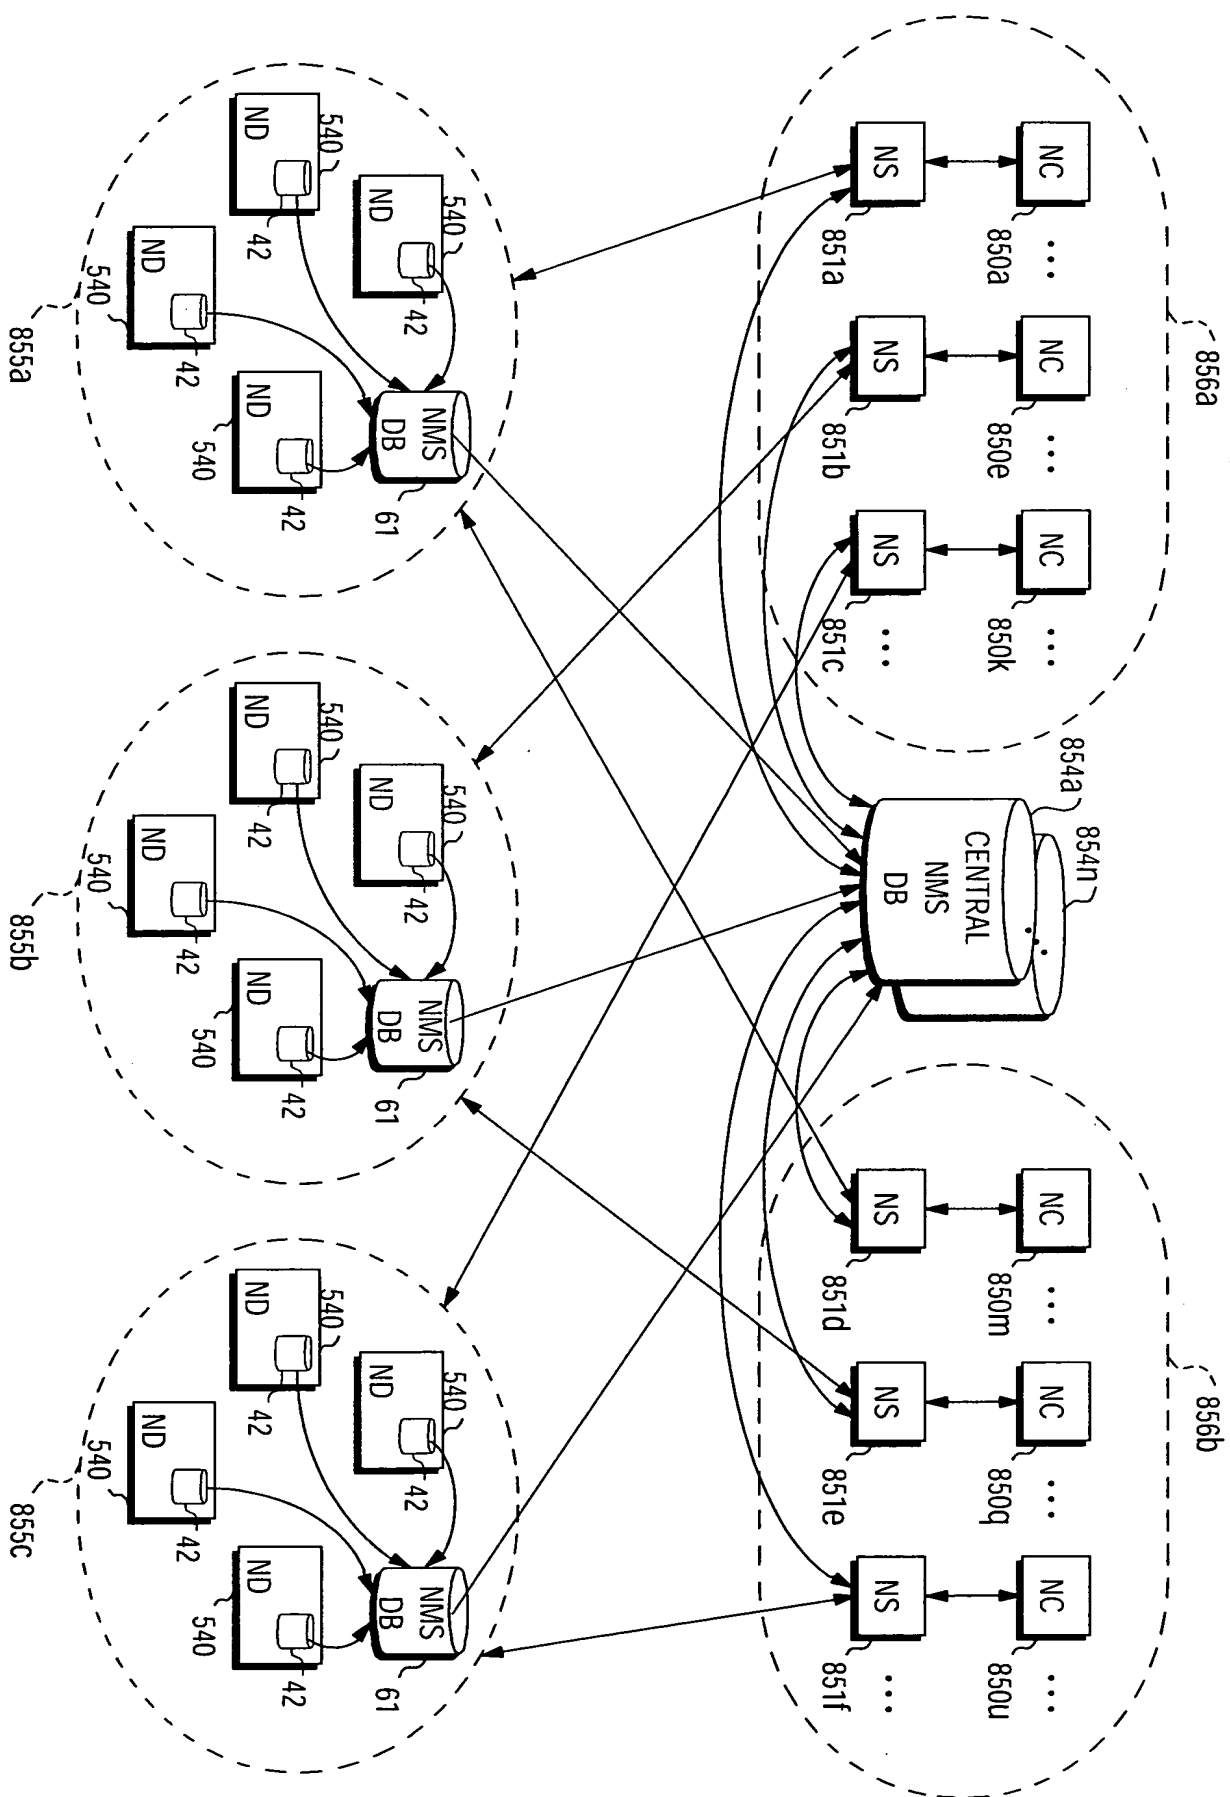 856a
NC
850a
...
NC
850e
...
NC
850k
...
NS
851a
NS
851b
NS
851c
...
854a
854n
...
CENTRAL
NMS
DB
856b
NC
850m
...
NC
850q
...
NC
850u
...
NS
851d
NS
851e
NS
851f
...
540
ND
42
540
ND
42
ND
540
42
ND
540
42
NMS
DB
61
855a
540
ND
42
540
ND
42
ND
540
42
ND
540
42
NMS
DB
61
855b
540
ND
42
540
ND
42
ND
540
42
ND
540
42
NMS
DB
61
855c